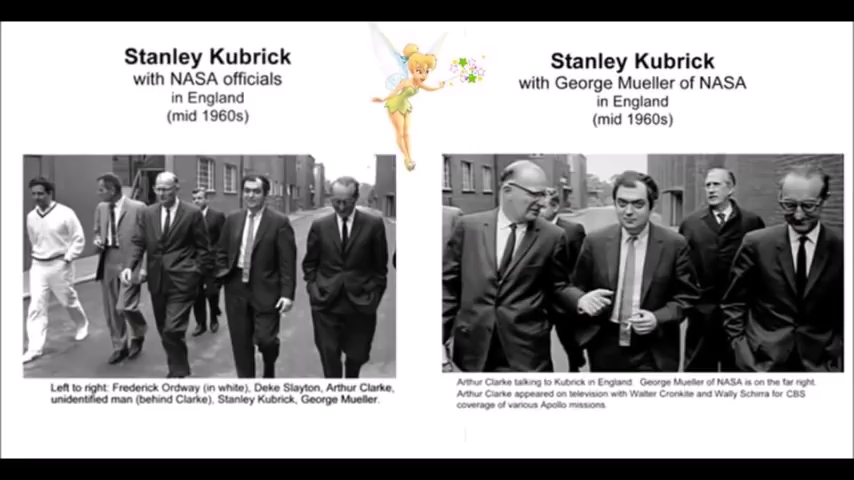 Stanley Kubrick
with NASA officials
in England
(mid 1960s)
Left to right: Frederick Ordway (in white), Deke Slayton, Arthur Clarke,
unidentified man (behind Clarke), Stanley Kubrick, George Mueller.
Stanley Kubrick
with George Mueller of NASA
in England
(mid 1960s)
Arthur Clarke talking to Kubrick in England. George Mueller of NASA is on the far right.
Arthur Clarke appeared on television with Walter Cronkite and Wally Schirra for CBS
coverage of various Apollo missions.